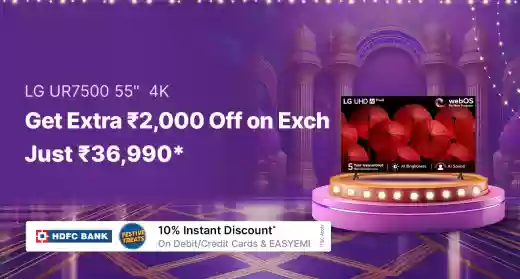 LG UR7500 55" 4K
Get Extra ₹2,000 Off on Exch
Just ₹36,990*
LG UHD AI
webOS
AI Brightness
AI Sound
HDFC BANK
FESTIVE TREATS
10% Instant Discount*
On Debit/Credit Cards & EASYEMI